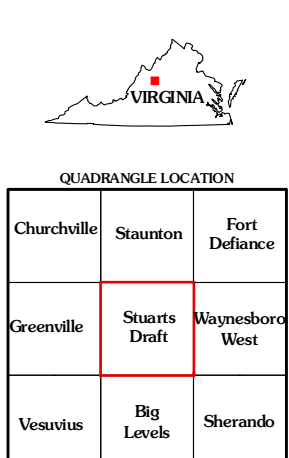 VIRGINIA
QUADRANGLE LOCATION
Churchville
Staunton
Fort
Defiance
Greenville
Stuarts
Draft
Waynesboro
West
Vesuvius
Big
Levels
Sherando